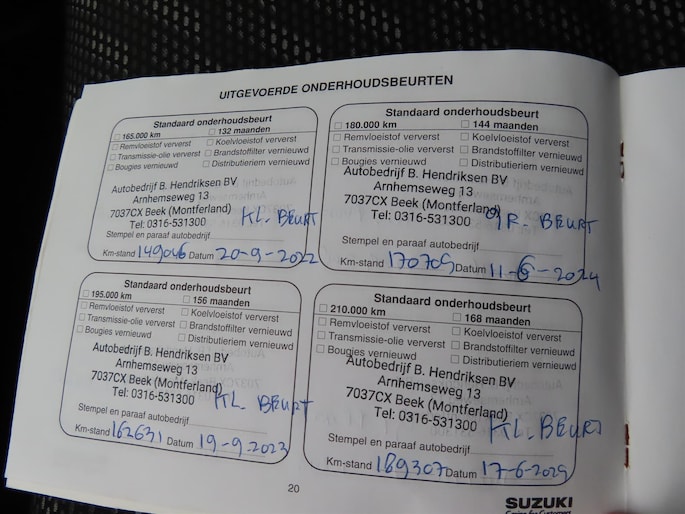 UITGEVOERDE ONDERHOUDSBEURTEN
Standaard onderhoudsbeurt
165.000 km 132 maanden
Remvloeistof ververst Koelvloeistof ververst
Transmissie-olie ververst Brandstoffilter vernieuwd
Bougies vernieuwd Distributieriem vernieuwd
Autobedrijf B. Hendriksen BV
Arnhemseweg 13
7037CX Beek (Montferland)
Tel: 0316-531300 KL. BEURT
Stempel en paraaf autobedrijf
Km-stand 149046 Datum 20-9-2022
Standaard onderhoudsbeurt
180.000 km 144 maanden
Remvloeistof ververst Koelvloeistof ververst
Transmissie-olie ververst Brandstoffilter vernieuwd
Bougies vernieuwd Distributieriem vernieuwd
Autobedrijf B. Hendriksen BV
Arnhemseweg 13
7037CX Beek (Montferland)
Tel: 0316-531300 GR. BEURT
Stempel en paraaf autobedrijf
Km-stand 170709 Datum 11-6-2024
Standaard onderhoudsbeurt
195.000 km 156 maanden
Remvloeistof ververst Koelvloeistof ververst
Transmissie-olie ververst Brandstoffilter vernieuwd
Bougies vernieuwd Distributieriem vernieuwd
Autobedrijf B. Hendriksen BV
Arnhemseweg 13
7037CX Beek (Montferland)
Tel: 0316-531300 KL. BEURT
Stempel en paraaf autobedrijf
Km-stand 162631 Datum 19-9-2023
Standaard onderhoudsbeurt
210.000 km 168 maanden
Remvloeistof ververst Koelvloeistof ververst
Transmissie-olie ververst Brandstoffilter vernieuwd
Bougies vernieuwd Distributieriem vernieuwd
Autobedrijf B. Hendriksen BV
Arnhemseweg 13
7037CX Beek (Montferland)
Tel: 0316-531300 KL. BEURT
Stempel en paraaf autobedrijf
Km-stand 189307 Datum 17-6-2025
20
SUZUKI